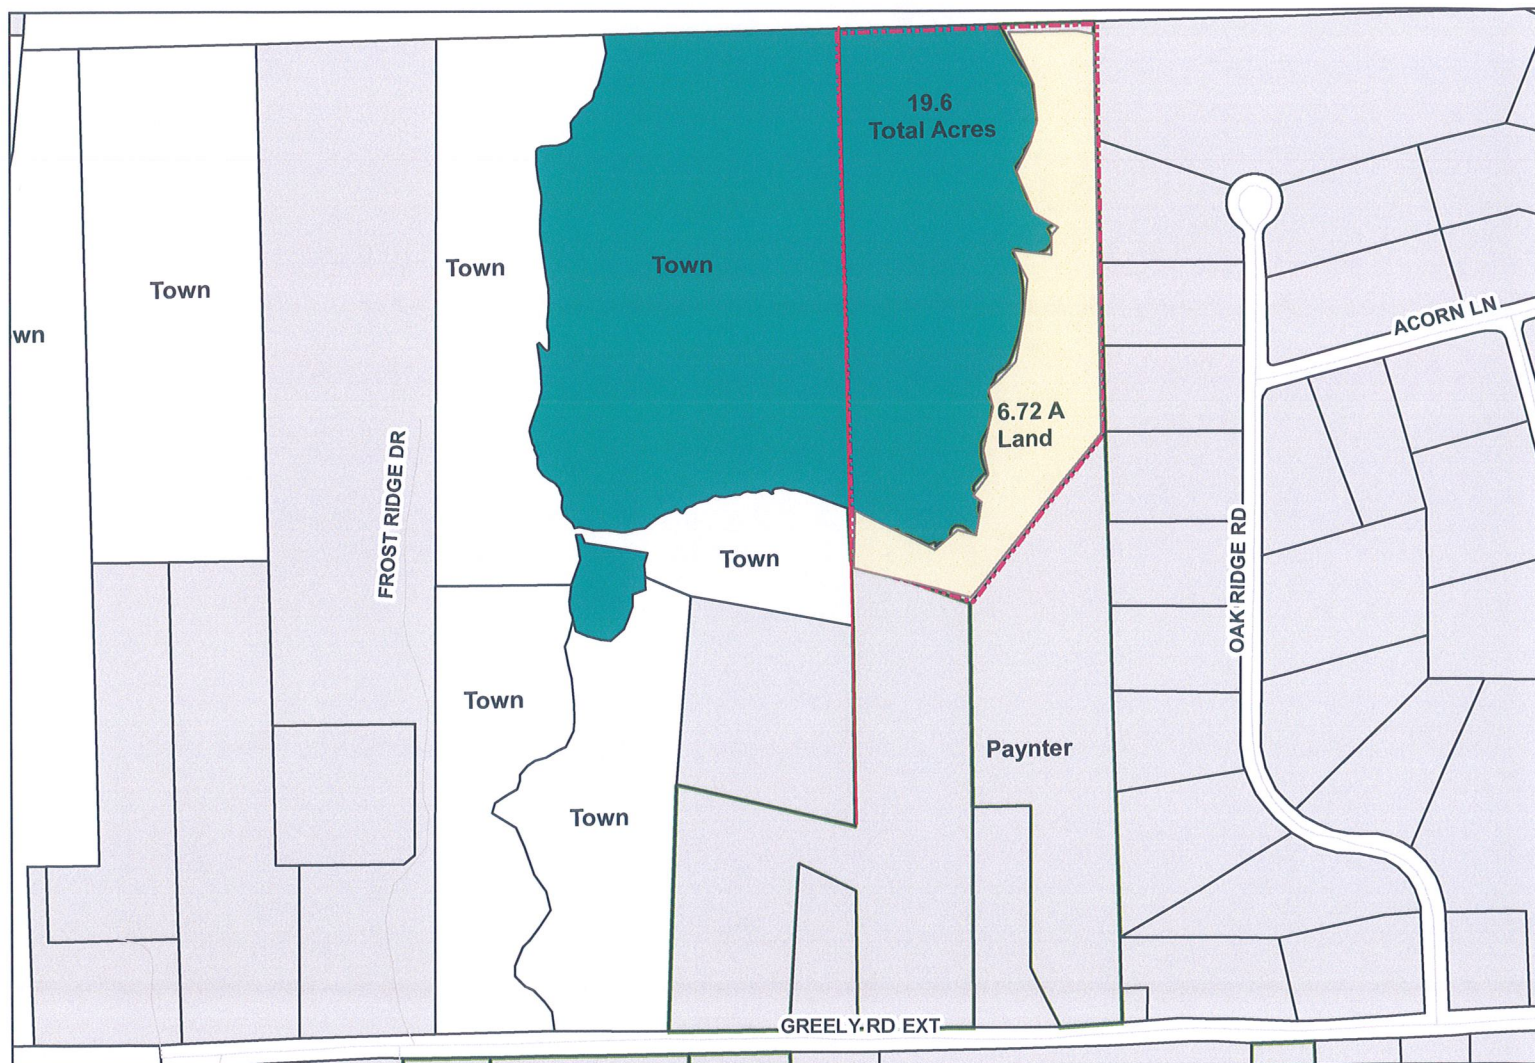 19.6
Total Acres
Town
Town
Town
wn
ACORN LN
6.72 A
Land
FROST RIDGE DR
OAK RIDGE RD
Town
Town
Paynter
Town
GREELY RD EXT